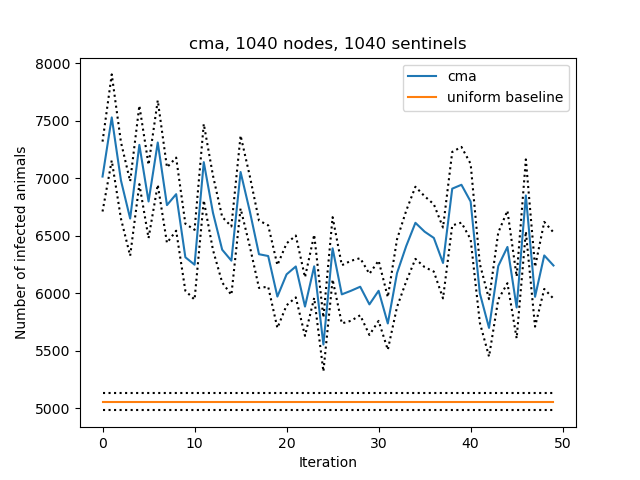 cma, 1040 nodes, 1040 sentinels
cma
uniform baseline
Number of infected animals
8000
7500
7000
6500
6000
5500
5000
0
10
20
30
40
50
Iteration